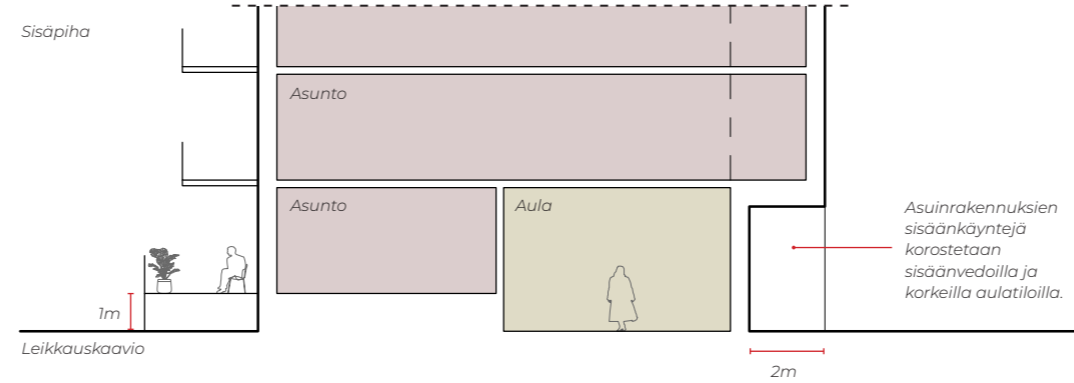 Sisäpiha
Asunto
Asunto
Aula
Asuinrakennuksien
sisäänkäyntejä
korostetaan
sisäänvedoilla ja
korkeilla aulatiloilla.
1m
Leikkauskaavio
2m